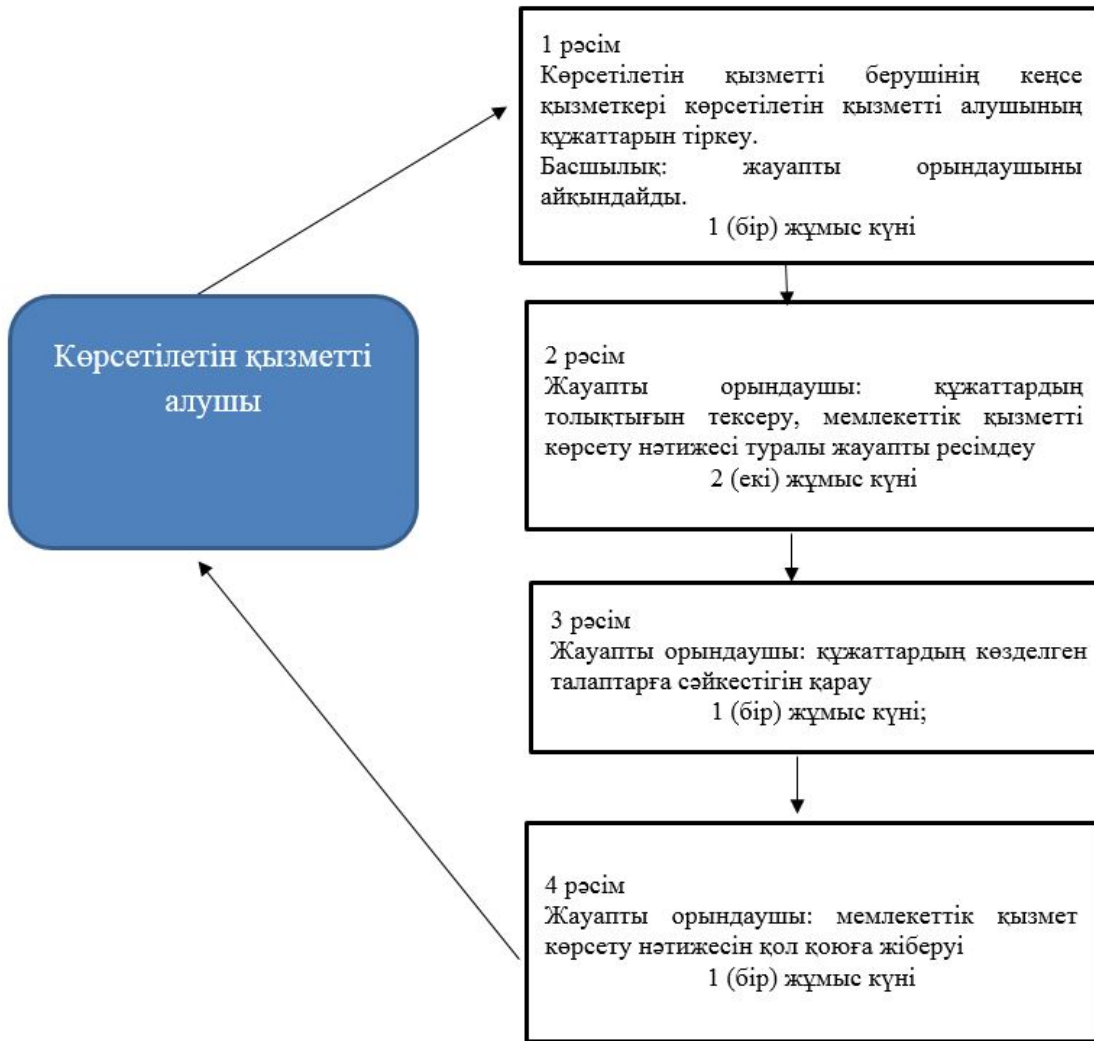 1 рәсім
Көрсетілетін қызметті берушінің кеңсе
қызметкері көрсетілетін қызметті алушының
құжаттарын тіркеу.
Басшылық: жауапты орындаушыны
айқындайды.
1 (бір) жұмыс күні
Көрсетілетін қызметті
алушы
2 рәсім
Жауапты орындаушы: құжаттардың
толықтығын тексеру, мемлекеттік қызметті
көрсету нәтижесі туралы жауапты ресімдеу
2 (екі) жұмыс күні
3 рәсім
Жауапты орындаушы: құжаттардың көзделген
талаптарға сәйкестігін қарау
1 (бір) жұмыс күні;
4 рәсім
Жауапты орындаушы: мемлекеттік қызмет
көрсету нәтижесін қол қоюға жіберуі
1 (бір) жұмыс күні